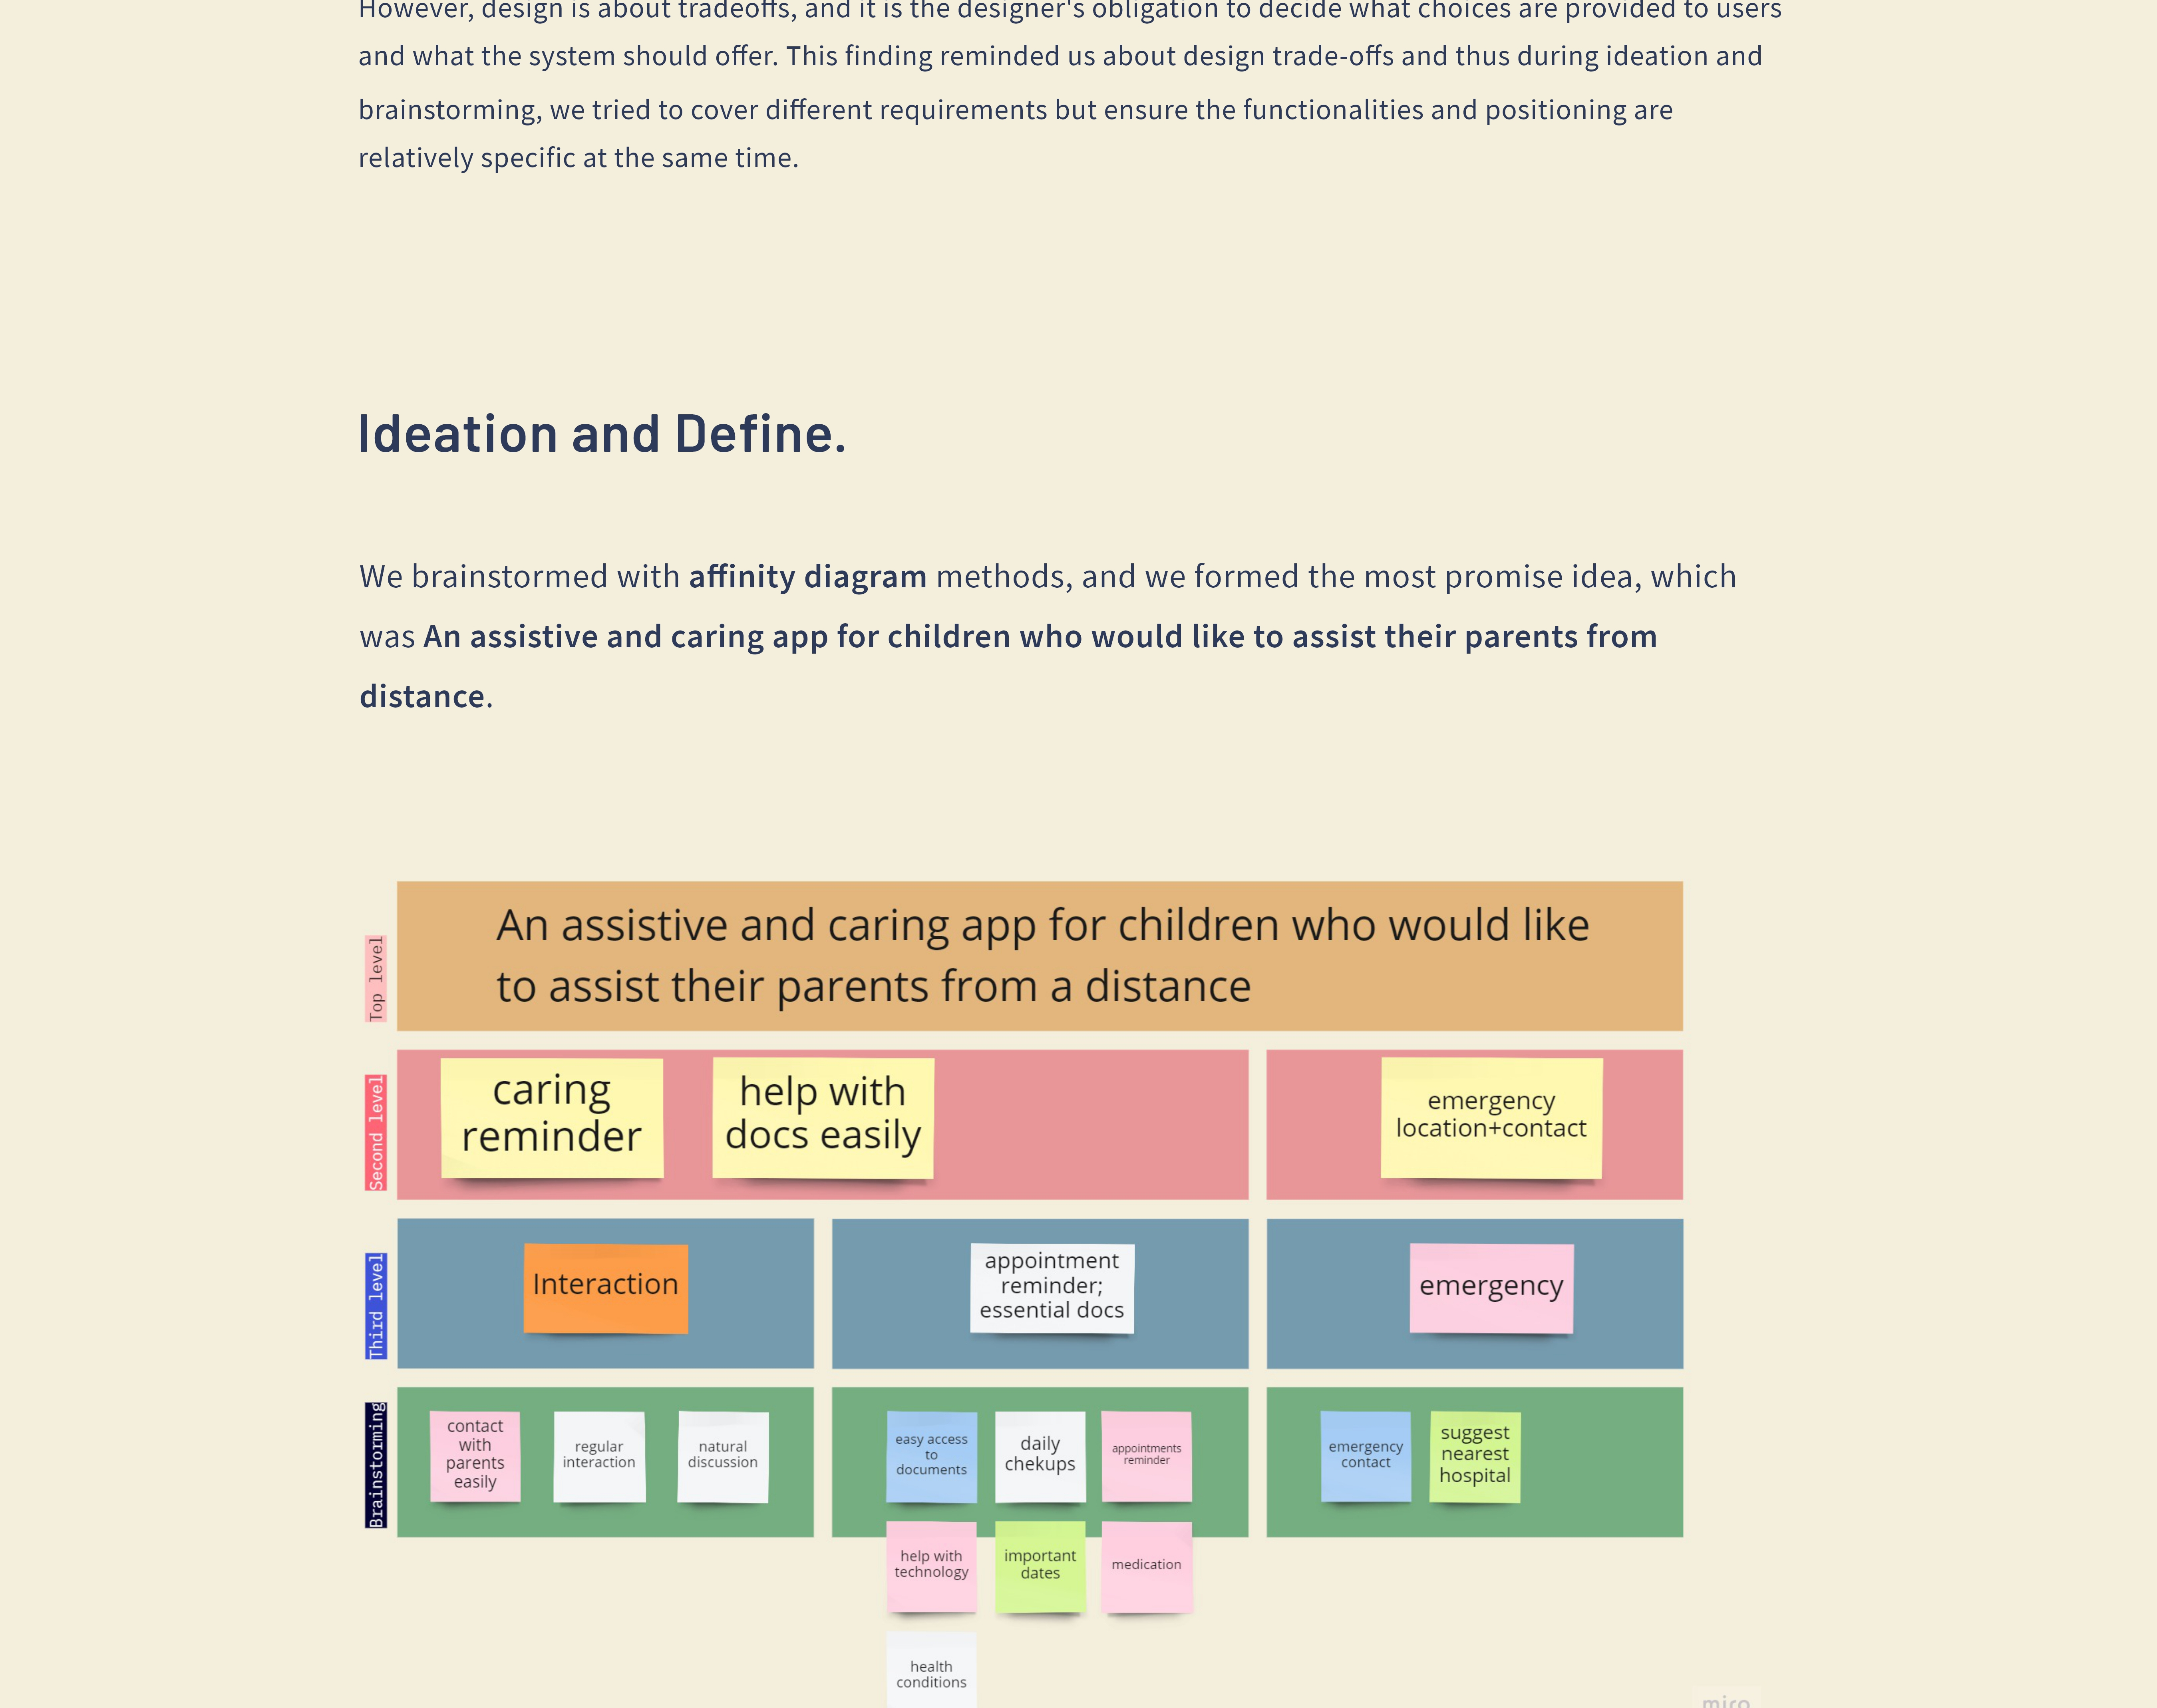 However, design is about tradeoffs, and it is the designer's obligation to decide what choices are provided to users
and what the system should offer. This finding reminded us about design trade-offs and thus during ideation and
brainstorming, we tried to cover different requirements but ensure the functionalities and positioning are
relatively specific at the same time.
Ideation and Define.
We brainstormed with affinity diagram methods, and we formed the most promise idea, which
was An assistive and caring app for children who would like to assist their parents from
distance.
Top level
An assistive and caring app for children who would like
to assist their parents from a distance
Second level
caring
reminder
help with
docs easily
emergency
location+contact
Third level
Interaction
appointment
reminder;
essential docs
emergency
Brainstorming
contact
with
parents
easily
regular
interaction
natural
discussion
easy access
to
documents
daily
chekups
appointments
reminder
emergency
contact
suggest
nearest
hospital
help with
technology
important
dates
medication
health
conditions
miro